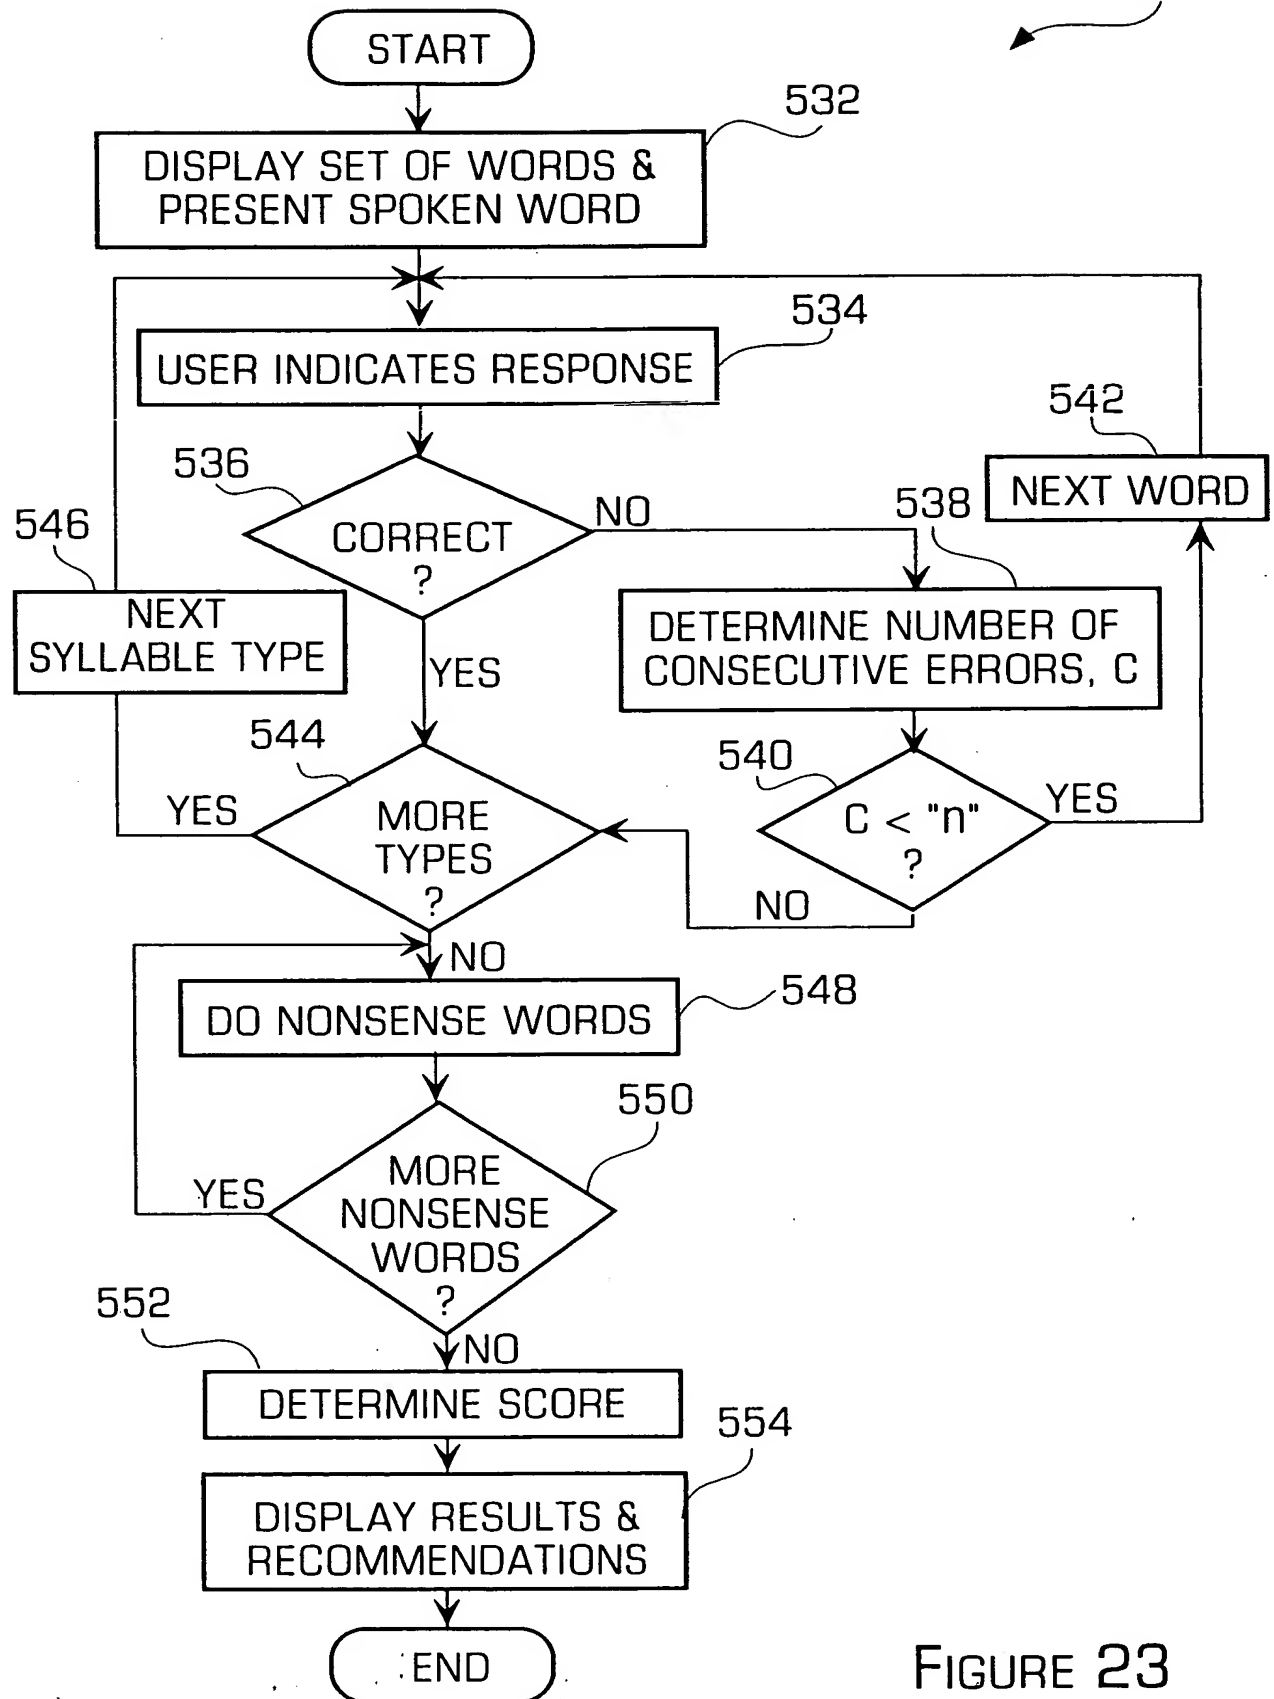 START
532
DISPLAY SET OF WORDS &
PRESENT SPOKEN WORD
534
USER INDICATES RESPONSE
542
NEXT WORD
536
CORRECT
?
NO
538
546
NEXT
SYLLABLE TYPE
DETERMINE NUMBER OF
CONSECUTIVE ERRORS, C
YES
544
540
YES
MORE
TYPES
?
C < "n"
?
YES
NO
NO
548
DO NONSENSE WORDS
550
YES
MORE
NONSENSE
WORDS
?
552
NO
DETERMINE SCORE
554
DISPLAY RESULTS &
RECOMMENDATIONS
END
FIGURE 23